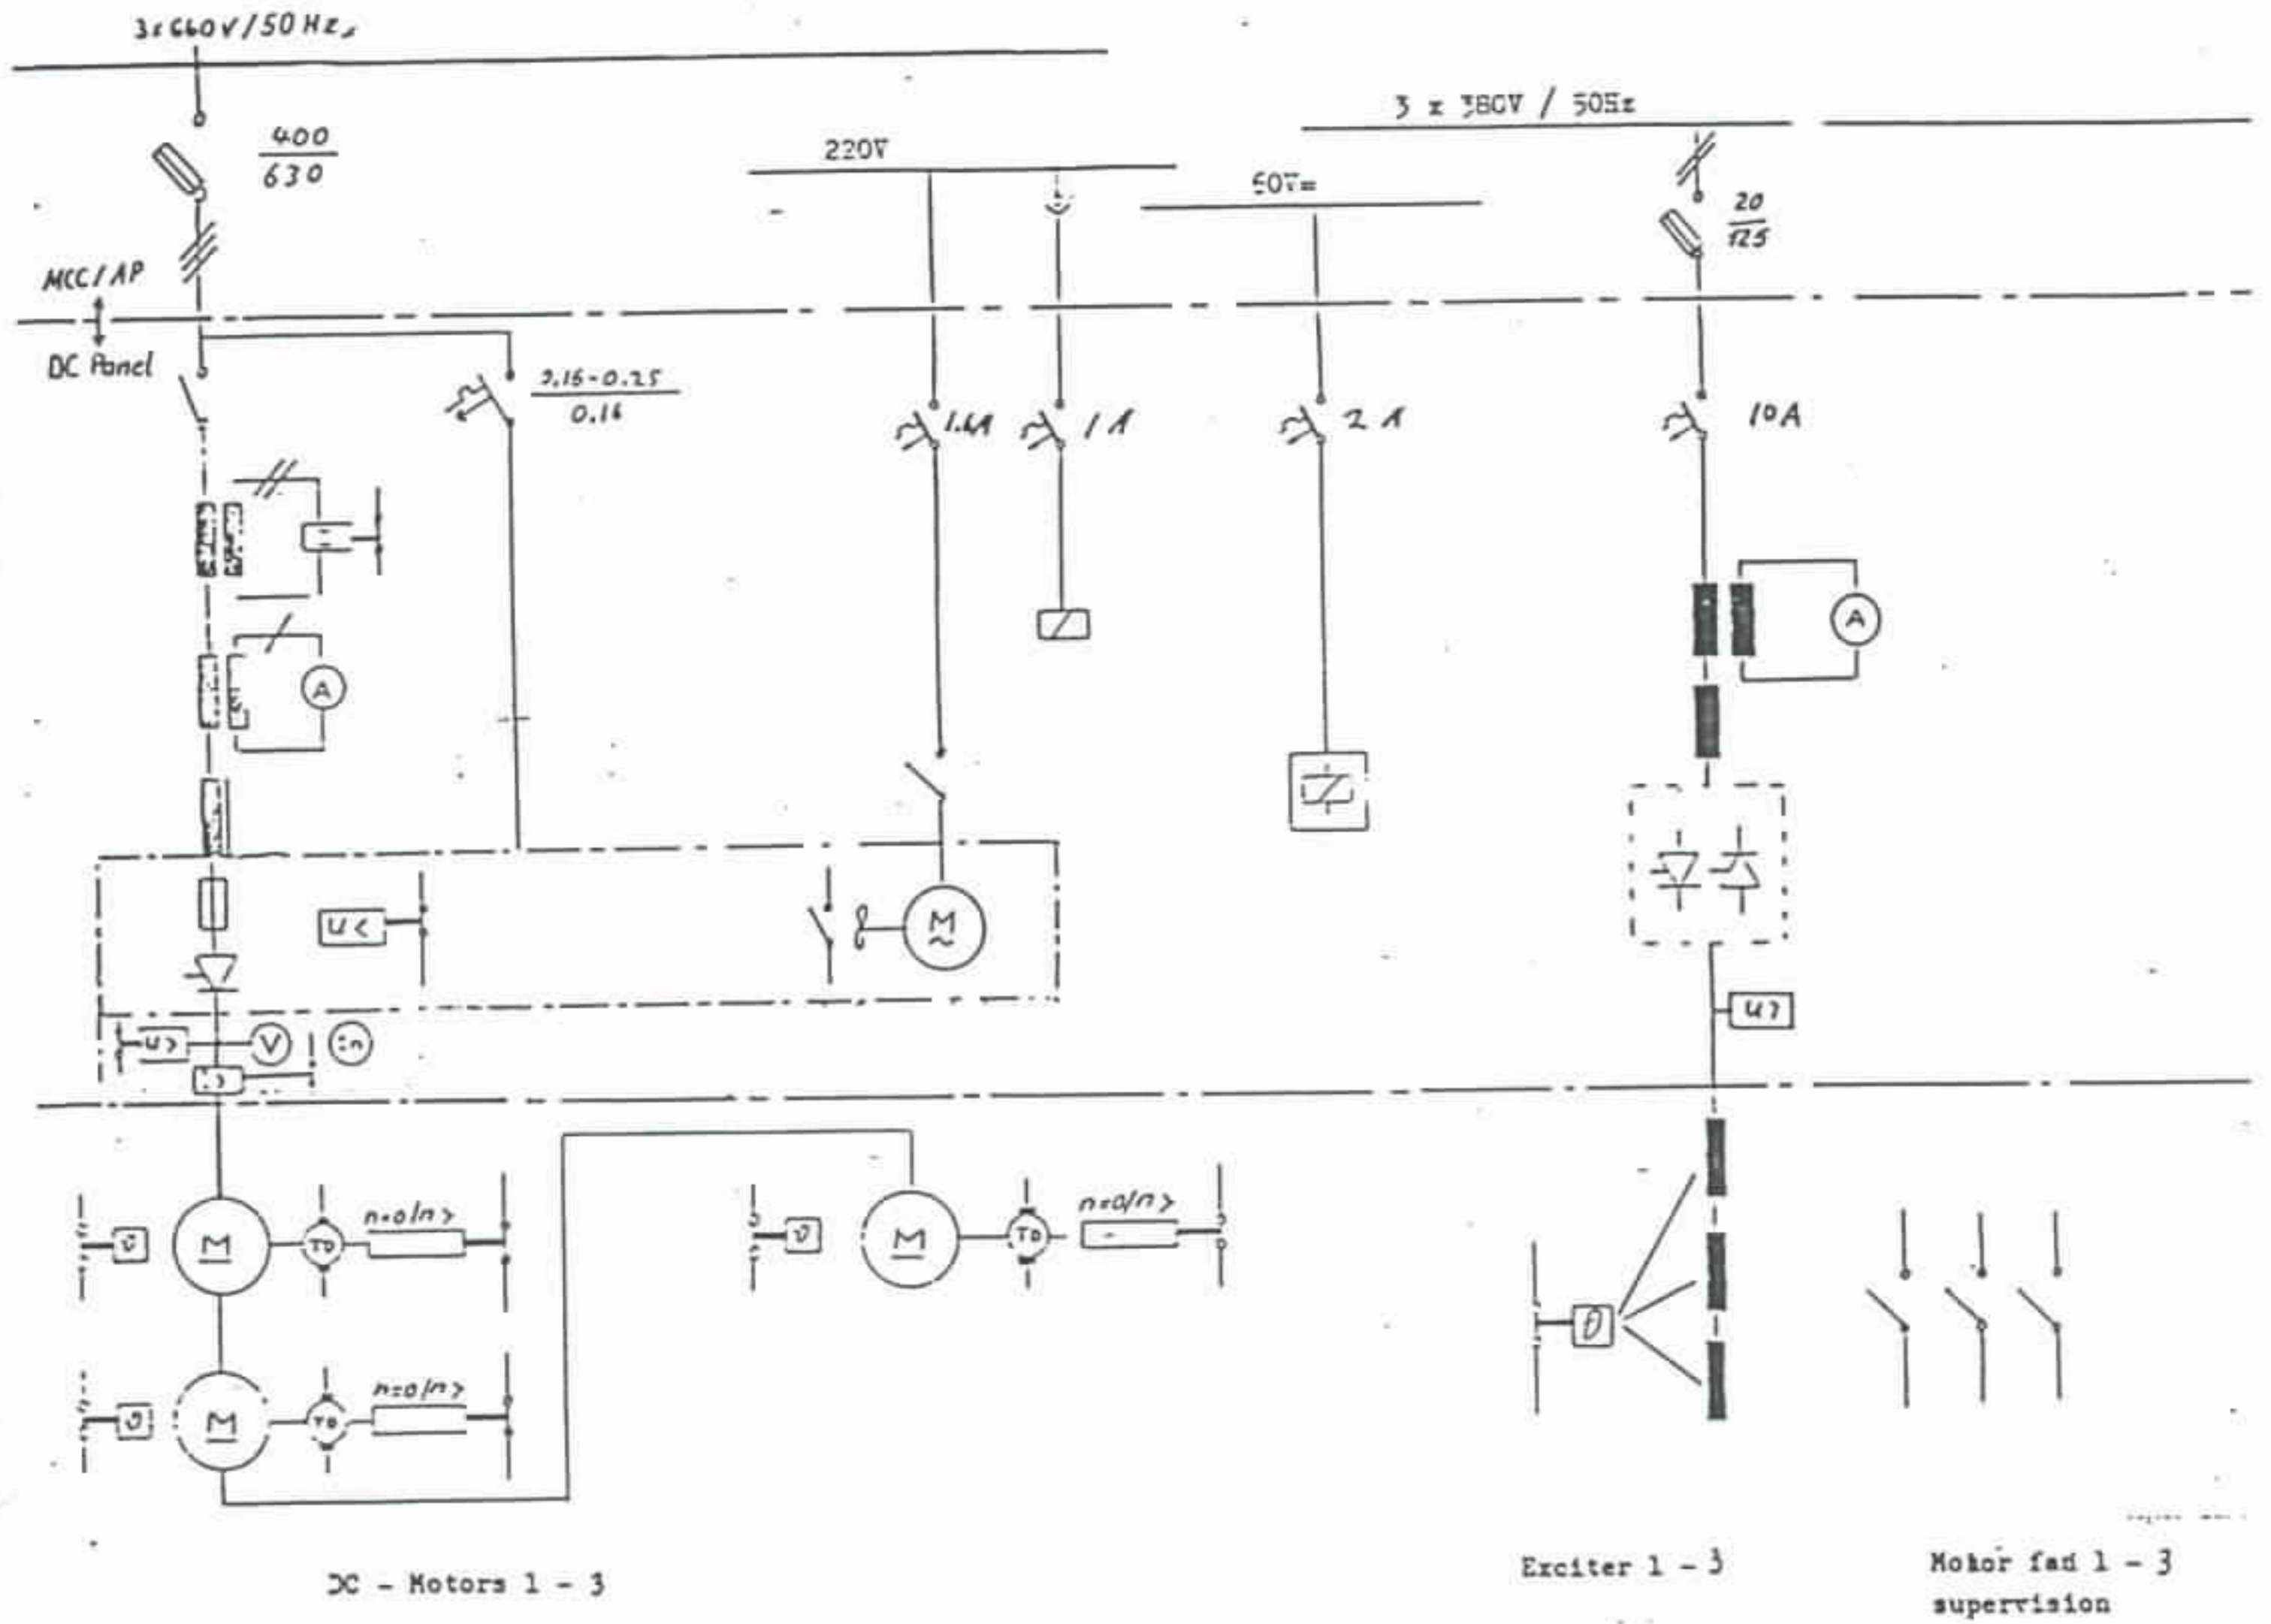 3x660V/50Hz
3 x 380V / 50Hz
400
630
220V
60V=
20
125
MCC/AP
DC Panel
0.16-0.25
0.16
1.6A
1A
2A
10A
A
A
U<
M
~
U>
V
U>
n=0/n>
n=0/n>
ϑ
M
TD
ϑ
M
TD
n=0/n>
ϑ
M
TD
ϑ
DC - Motors 1 - 3
Exciter 1 - 3
Motor fan 1 - 3
supervision